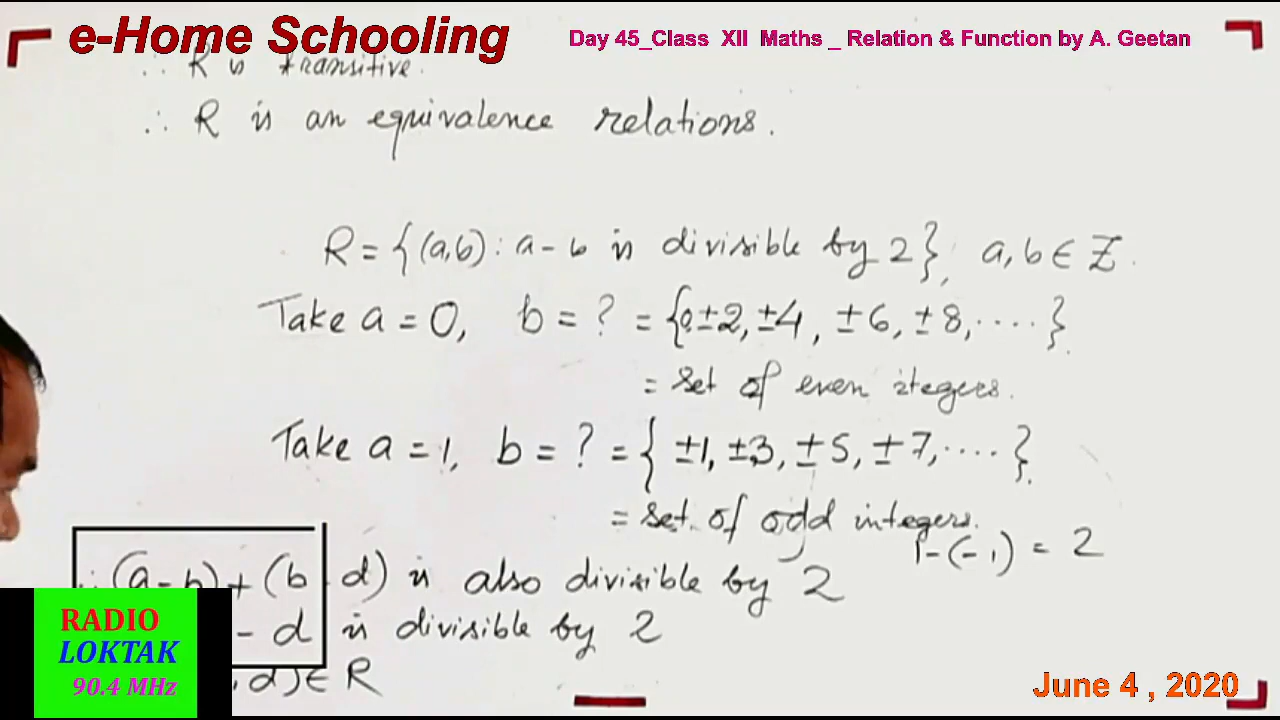 e-Home Schooling
Day 45_Class XII Maths _ Relation & Function by A. Geetan
∴ R is transitive.
∴ R is an equivalence relations.
R = {(a,b) : a - b is divisible by 2}, a, b ∈ Z.
Take a = 0, b = ? = {0 ±2, ±4, ±6, ±8, ....}.
= set of even itegers.
Take a = 1, b = ? = { ±1, ±3, ±5, ±7, .... }.
= set of odd integers.
1-(-1) = 2
∴ (a-b) + (b d) is also divisible by 2
- d is divisible by 2
, d) ∈ R
RADIO
LOKTAK
90.4 MHz
June 4 , 2020